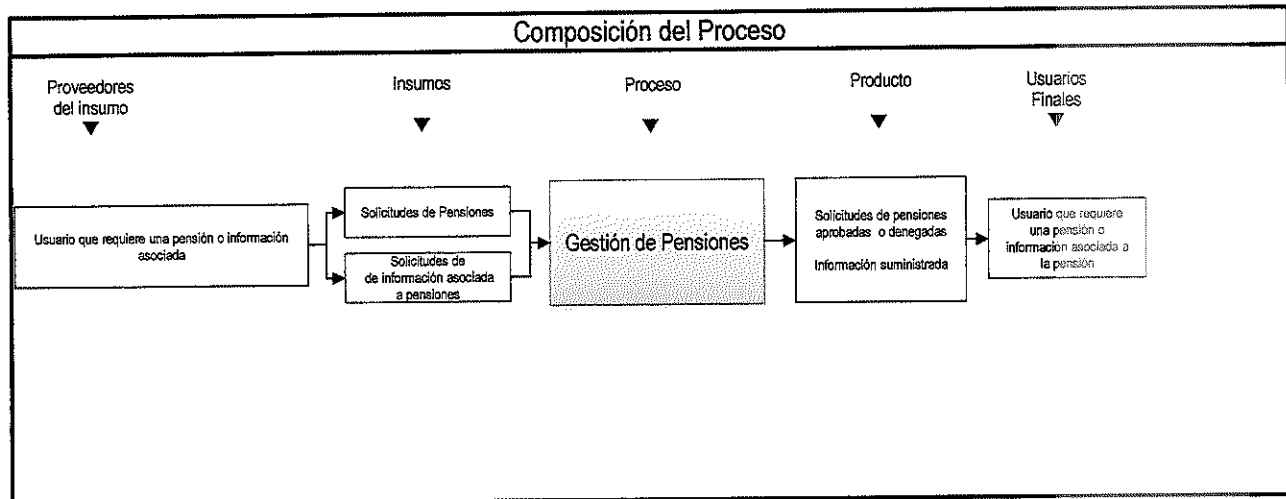 Composición del Proceso
Proveedores
del insumo
Insumos
Proceso
Producto
Usuarios
Finales
Usuario que requiere una pensión o información
asociada
Solicitudes de Pensiones
Solicitudes de
de información asociada
a pensiones
Gestión de Pensiones
Solicitudes de pensiones
aprobadas o denegadas
Información suministrada
Usuario que requiere
una pensión o
información asociada a
la pensión